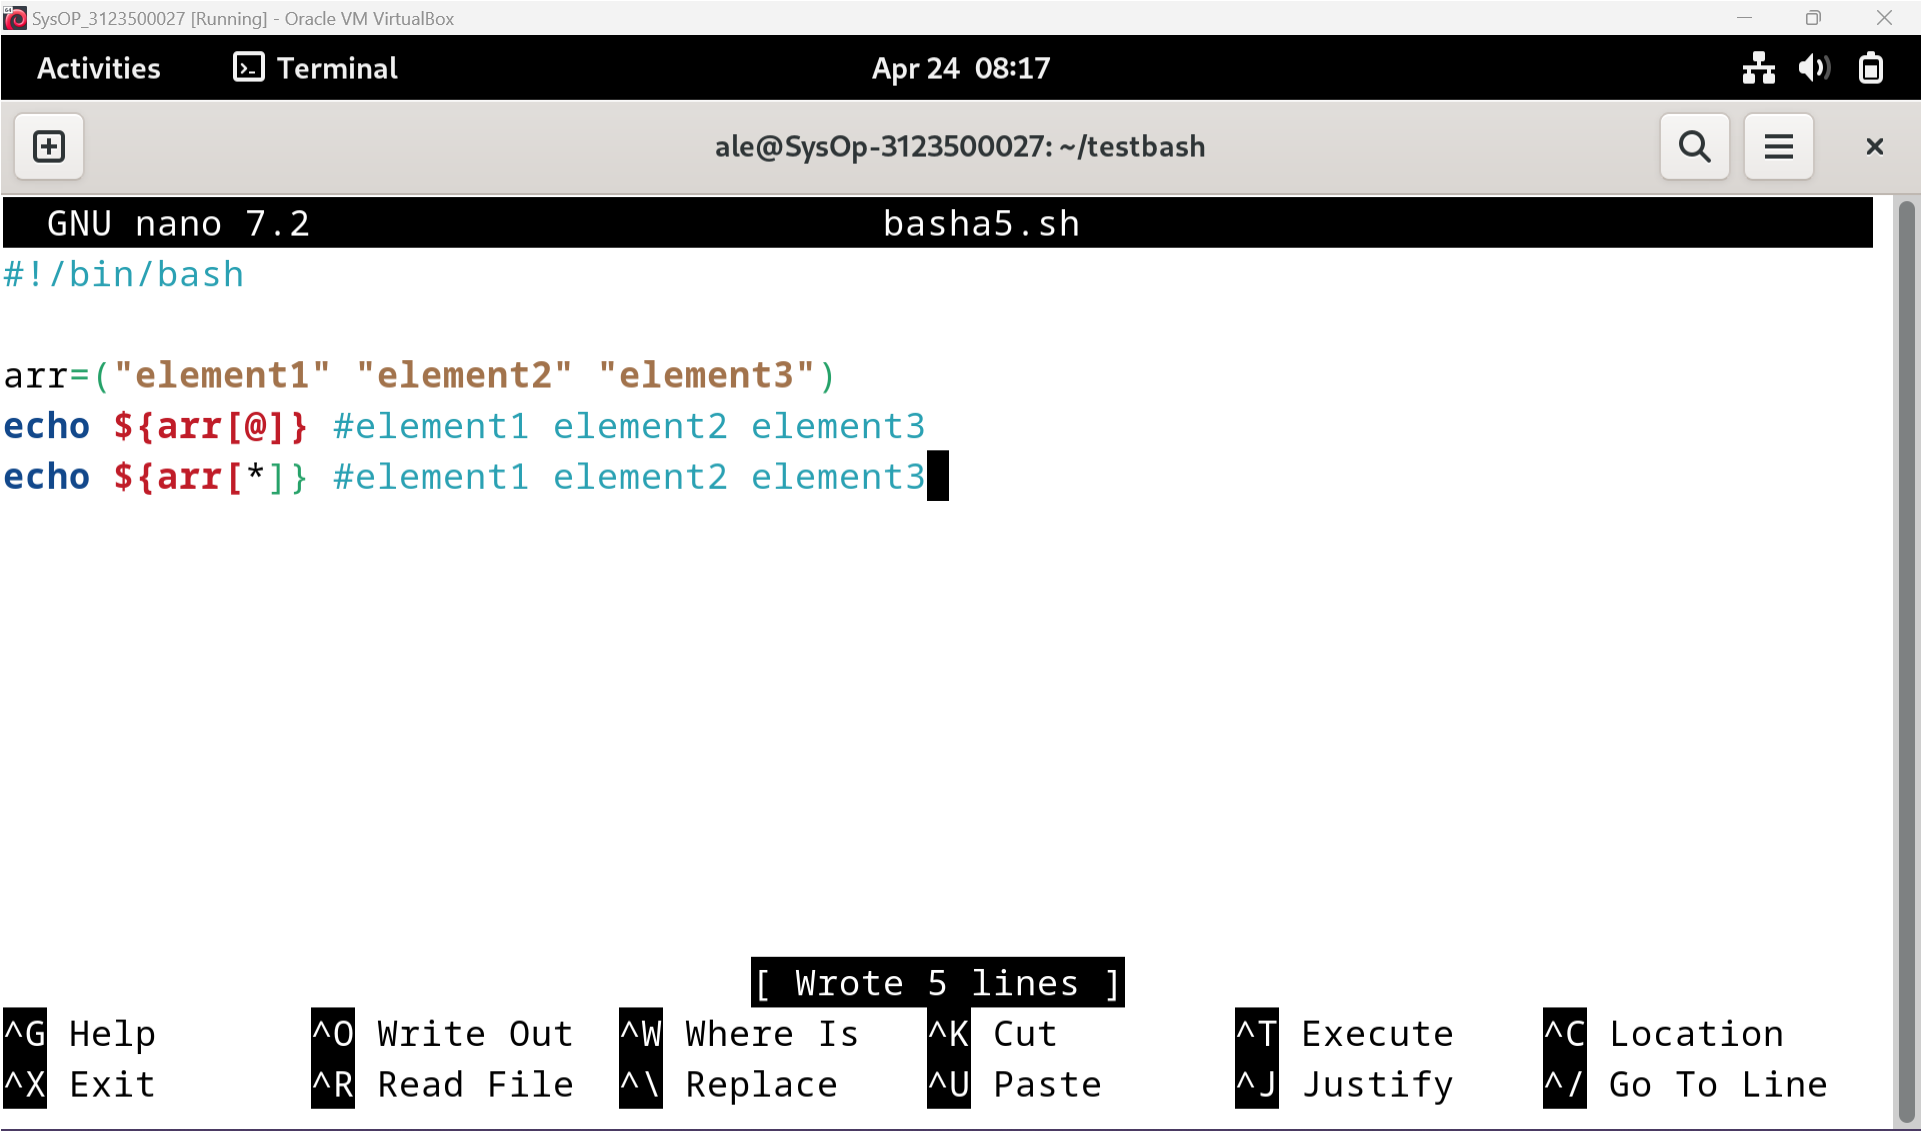 SysOP_3123500027 [Running] - Oracle VM VirtualBox
Activities Terminal Apr 24 08:17
ale@SysOp-3123500027: ~/testbash
GNU nano 7.2 basha5.sh
#!/bin/bash
arr=("element1" "element2" "element3")
echo ${arr[@]} #element1 element2 element3
echo ${arr[*]} #element1 element2 element3
[ Wrote 5 lines ]
^G Help ^O Write Out ^W Where Is ^K Cut ^T Execute ^C Location
^X Exit ^R Read File ^\ Replace ^U Paste ^J Justify ^/ Go To Line